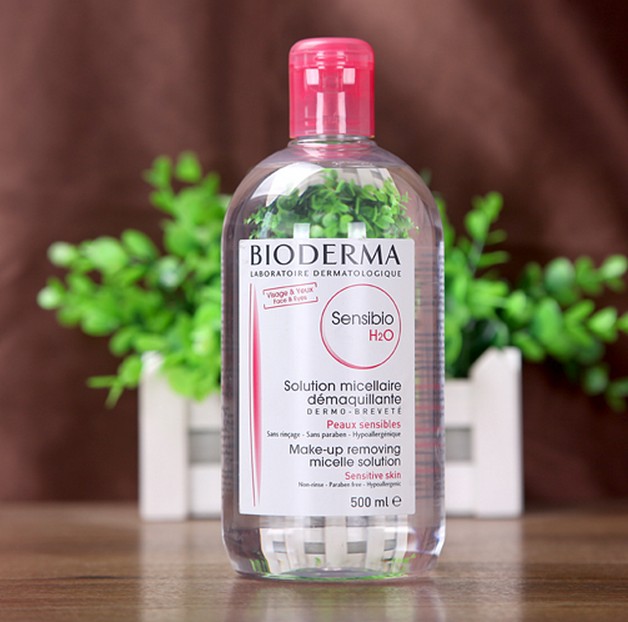 BIODERMA
LABORATOIRE DERMATOLOGIQUE
Visage & Yeux
Face & Eyes
Sensibio
H2O
Solution micellaire
démaquillante
DERMO-BREVETÉ
Peaux sensibles
Sans rinçage - Sans paraben - Hypoallergénique
Make-up removing
micelle solution
Sensitive skin
Non-rinse - Paraben free - Hypoallergenic
500 ml ℮